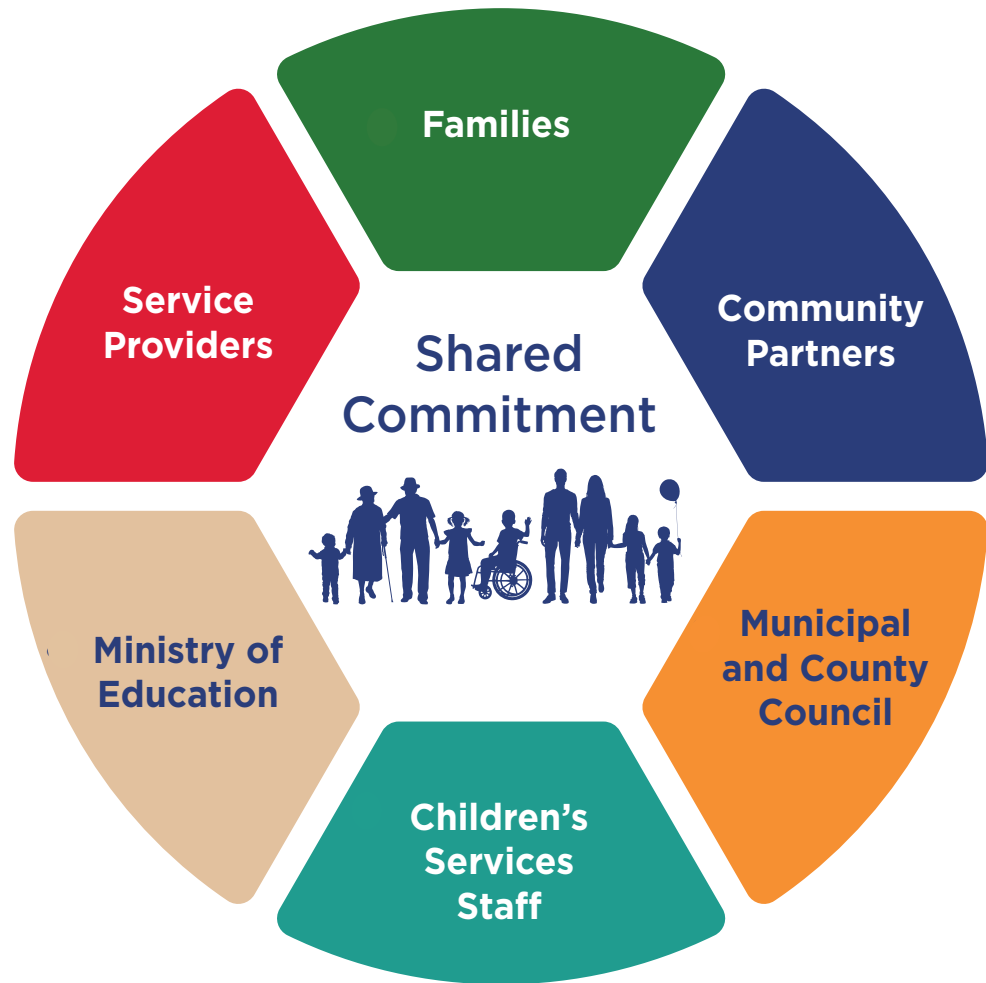 Families
Community
Partners
Municipal
and County
Council
Children’s
Services
Staff
Ministry of
Education
Service
Providers
Shared
Commitment